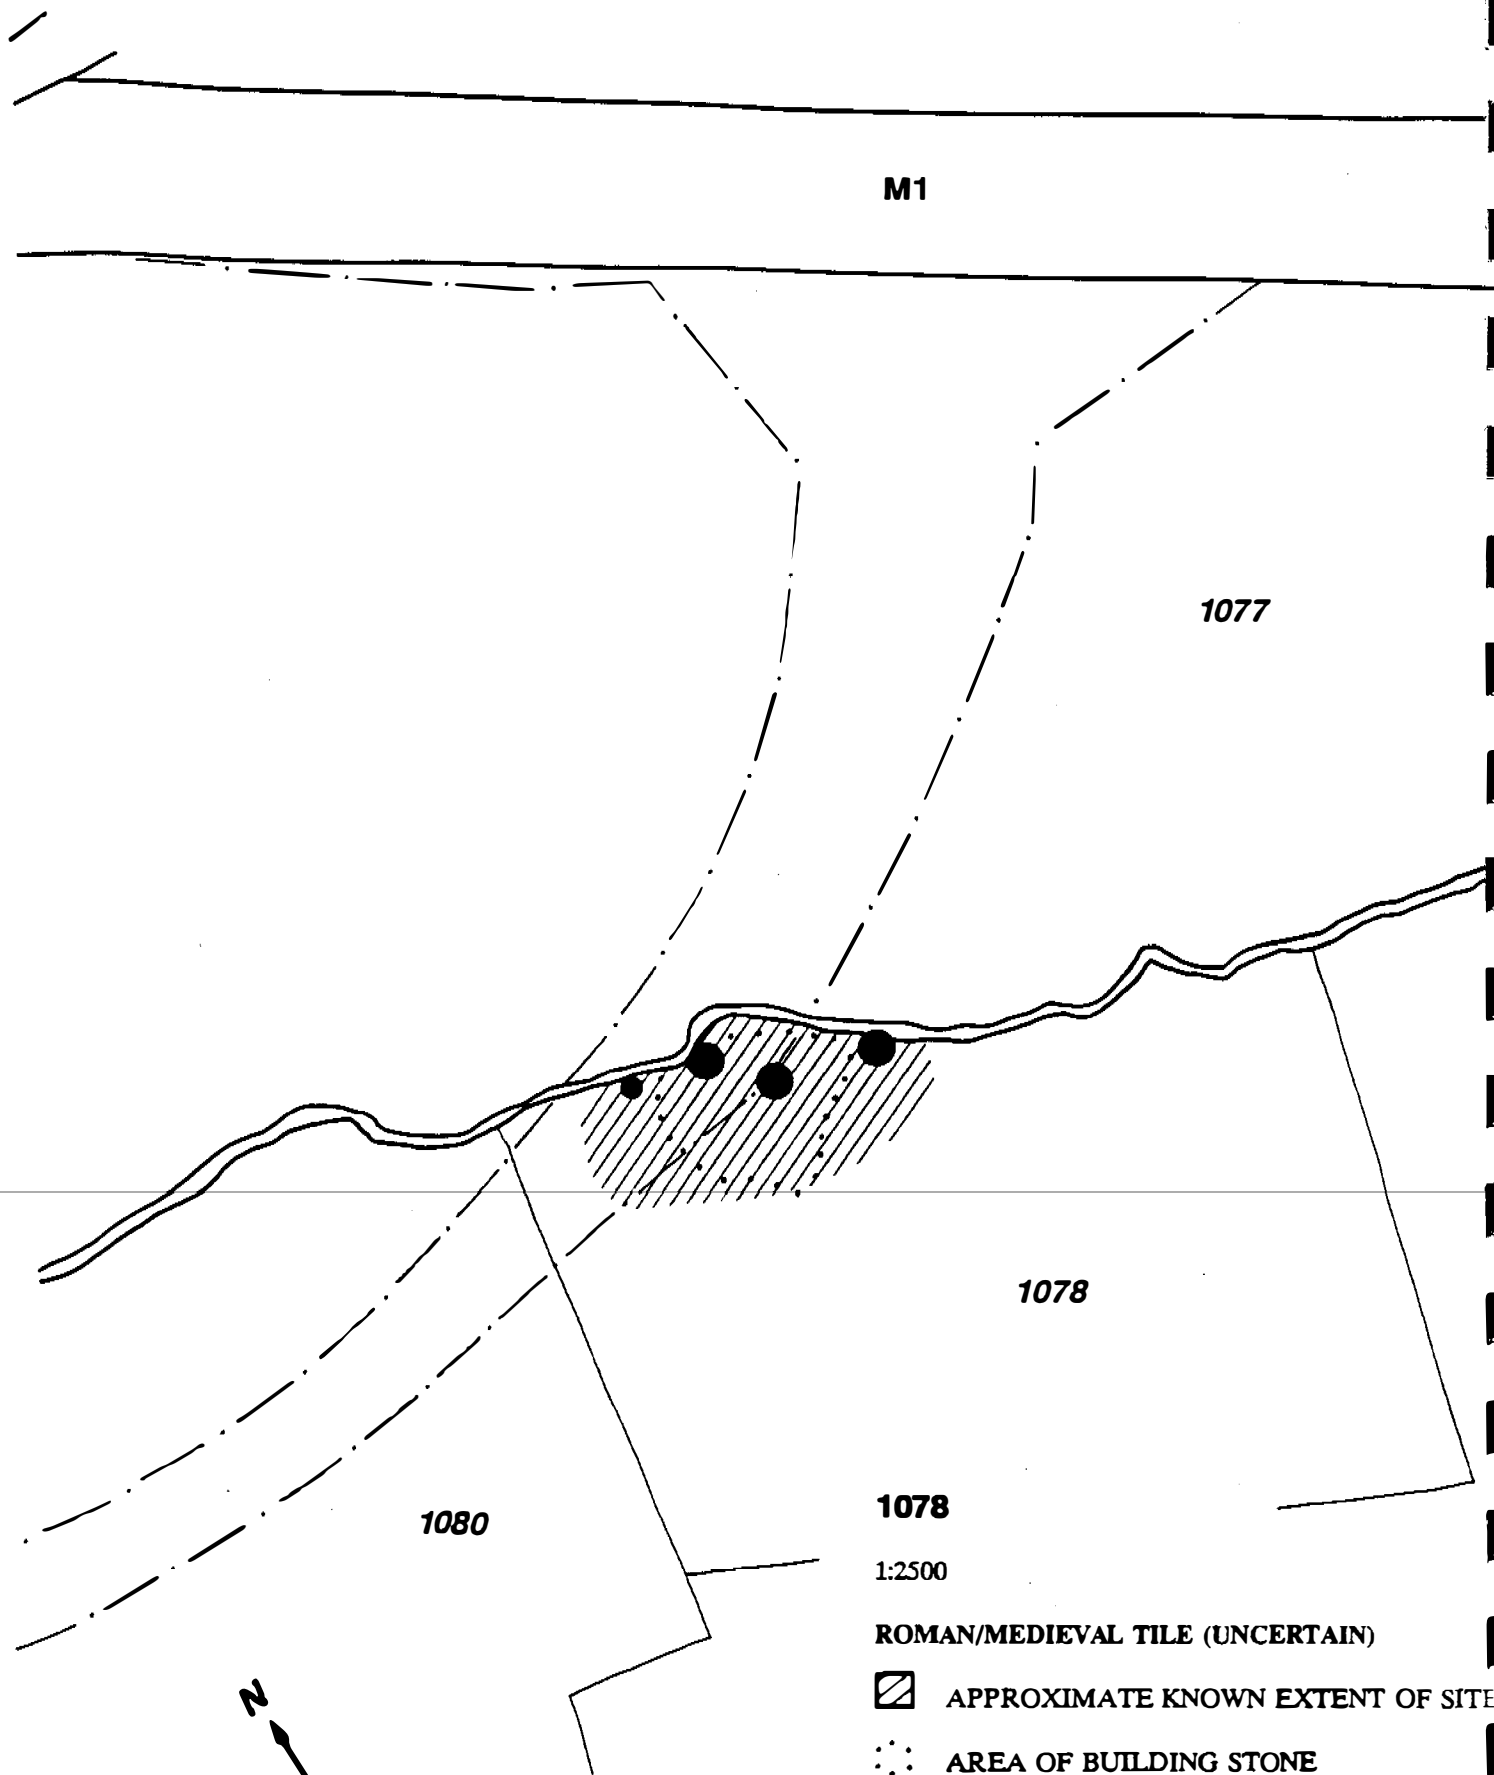 M1
1077
1078
1080
1078
1:2500
ROMAN/MEDIEVAL TILE (UNCERTAIN)
N
APPROXIMATE KNOWN EXTENT OF SITE
AREA OF BUILDING STONE